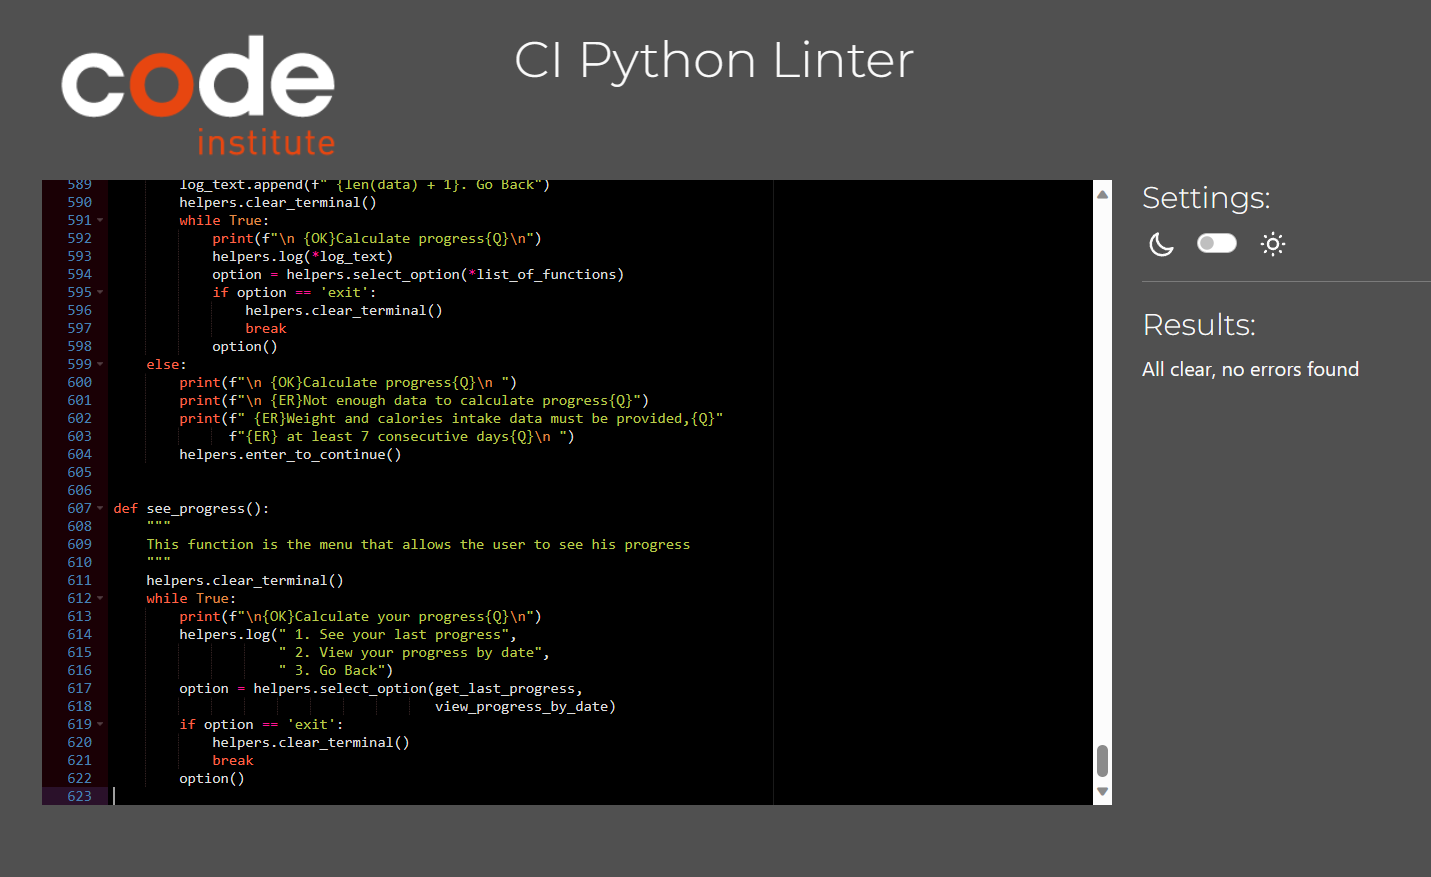 code
institute
CI Python Linter
589 log_text.append(f" {len(data) + 1}. Go Back")
590 helpers.clear_terminal()
591 while True:
592 print(f"\n {OK}Calculate progress{Q}\n")
593 helpers.log(*log_text)
594 option = helpers.select_option(*list_of_functions)
595 if option == 'exit':
596 helpers.clear_terminal()
597 break
598 option()
599 else:
600 print(f"\n {OK}Calculate progress{Q}\n ")
601 print(f"\n {ER}Not enough data to calculate progress{Q}")
602 print(f" {ER}Weight and calories intake data must be provided,{Q}"
603 f"{ER} at least 7 consecutive days{Q}\n ")
604 helpers.enter_to_continue()
605
606
607 def see_progress():
608 """
609 This function is the menu that allows the user to see his progress
610 """
611 helpers.clear_terminal()
612 while True:
613 print(f"\n{OK}Calculate your progress{Q}\n")
614 helpers.log(" 1. See your last progress",
615 " 2. View your progress by date",
616 " 3. Go Back")
617 option = helpers.select_option(get_last_progress,
618 view_progress_by_date)
619 if option == 'exit':
620 helpers.clear_terminal()
621 break
622 option()
623
Settings:
Results:
All clear, no errors found